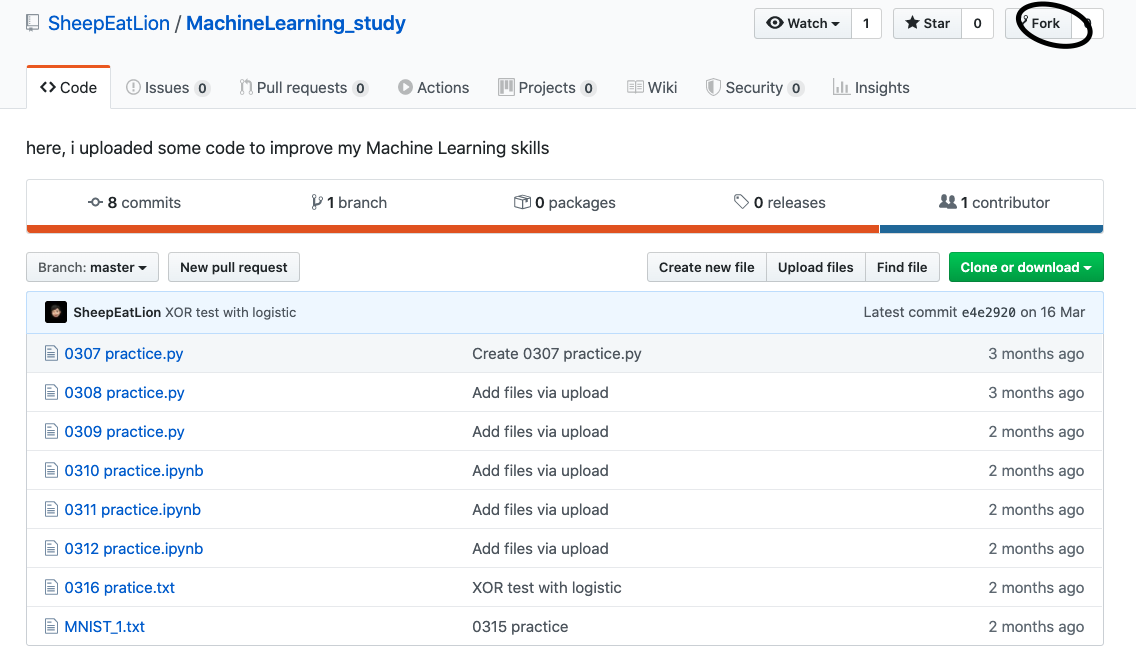 SheepEatLion / MachineLearning_study Watch 1 Star 0 Fork
Code Issues 0 Pull requests 0 Actions Projects 0 Wiki Security 0 Insights
here, i uploaded some code to improve my Machine Learning skills
8 commits 1 branch 0 packages 0 releases 1 contributor
Branch: master New pull request Create new file Upload files Find file Clone or download
SheepEatLion XOR test with logistic Latest commit e4e2920 on 16 Mar
0307 practice.py Create 0307 practice.py 3 months ago
0308 practice.py Add files via upload 3 months ago
0309 practice.py Add files via upload 2 months ago
0310 practice.ipynb Add files via upload 2 months ago
0311 practice.ipynb Add files via upload 2 months ago
0312 practice.ipynb Add files via upload 2 months ago
0316 pratice.txt XOR test with logistic 2 months ago
MNIST_1.txt 0315 practice 2 months ago